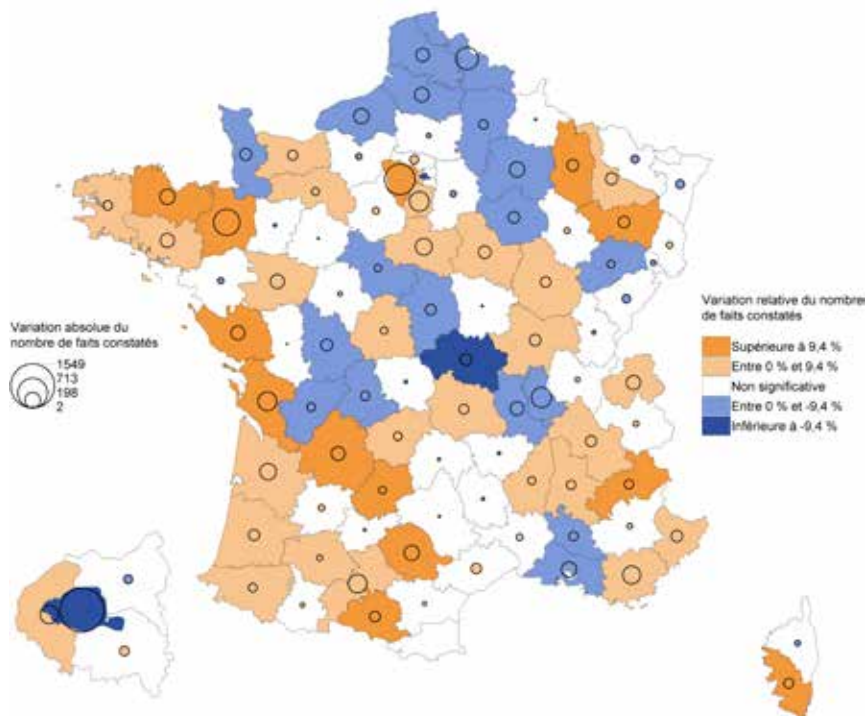 Variation absolue du
nombre de faits constatés
1549
713
198
2
Variation relative du nombre
de faits constatés
Supérieure à 9,4 %
Entre 0 % et 9,4 %
Non significative
Entre 0 % et -9,4 %
Inférieure à -9,4 %